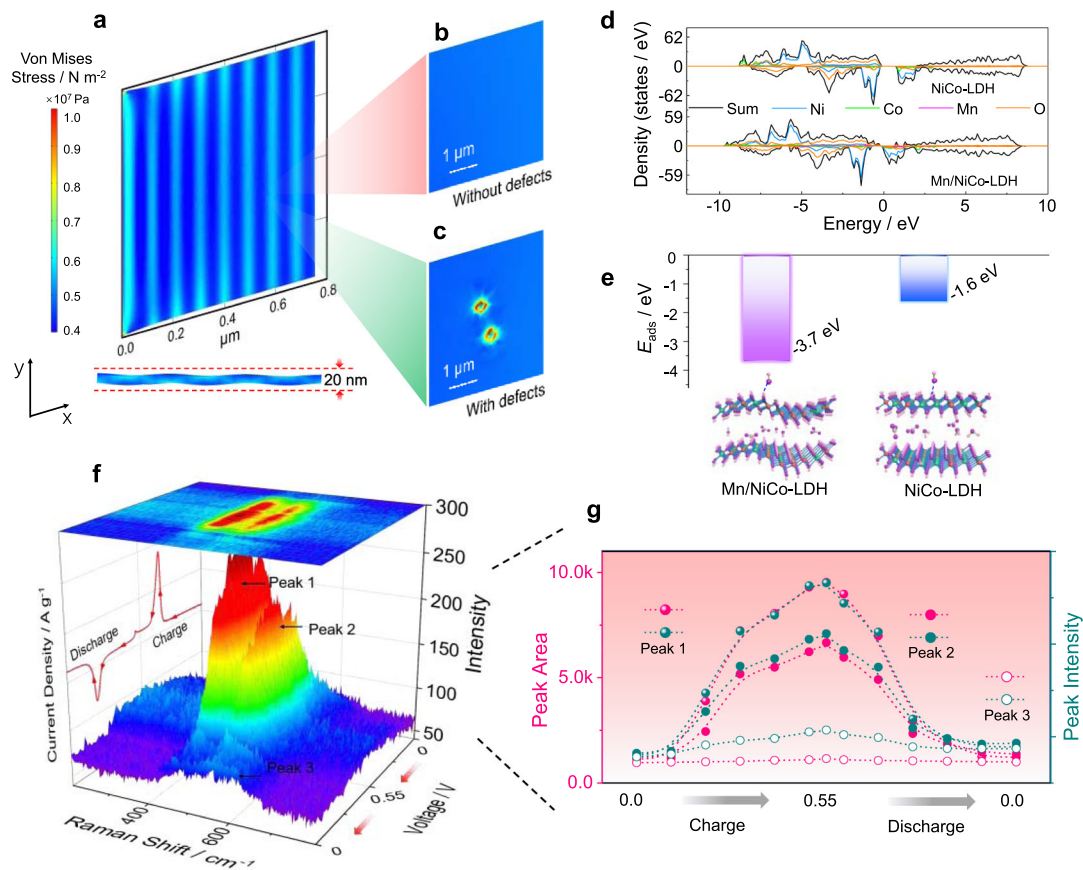 a
Von Mises
Stress / N m⁻²
×10⁷ Pa
1.0
0.9
0.8
0.7
0.6
0.5
0.4
0.0
0.2
0.4
0.6
0.8
μm
20 nm
y
x
b
1 μm
Without defects
c
1 μm
With defects
d
Density (states / eV)
62
0
-62
59
0
-59
NiCo-LDH
Sum
Ni
Co
Mn
O
Mn/NiCo-LDH
-10
-5
0
5
10
Energy / eV
e
E_ads / eV
0
-1
-2
-3
-4
-3.7 eV
-1.6 eV
Mn/NiCo-LDH
NiCo-LDH
f
Current Density / A g⁻¹
Discharge
Charge
Peak 1
Peak 2
Peak 3
300
250
200
150
100
50
Intensity
0
0.55
0
Voltage / V
400
600
Raman Shift / cm⁻¹
g
Peak Area
10.0k
5.0k
0.0
Peak 1
Peak 2
Peak 3
Peak Intensity
0.0
0.55
0.0
Charge
Discharge